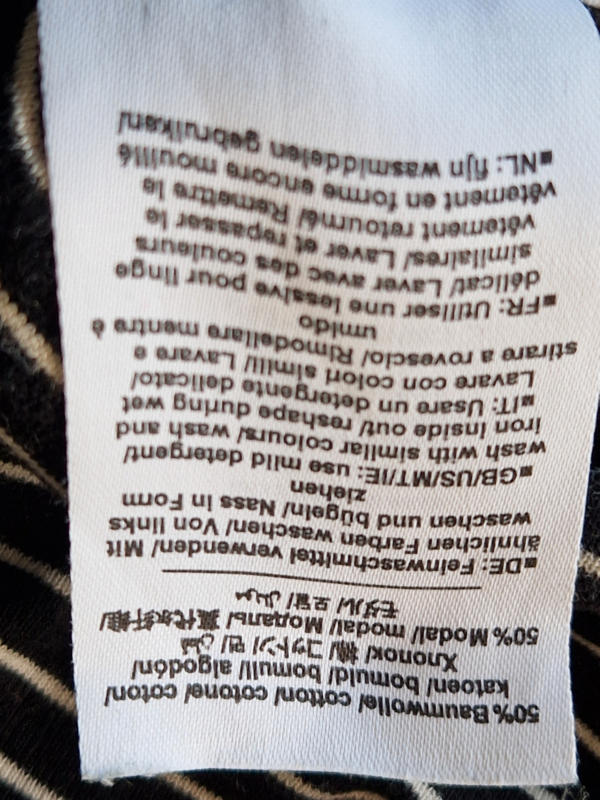 50% Baumwolle/ cotton/ cotone/ coton/
katoen/ bomuld/ bomull/ algodón/
Хлопок/ 棉/ コットン/ 면/ قطن
50% Modal/ modal/ Модаль/ 莫代尔纤维/
モダル/ 모달/ مودال
■DE: Feinwaschmittel verwenden/ Mit
ähnlichen Farben waschen/ Von links
waschen und bügeln/ Nass in Form
ziehen
■GB/US/MT/IE: use mild detergent/
wash with similar colours/ wash and
iron inside out/ reshape during wet
■IT: Usare un detergente delicato/
Lavare con colori simili/ Lavare e
stirare a rovescio/ Rimodellare mentre è
umido
■FR: Utiliser une lessive pour linge
délicat/ Laver avec des couleurs
similaires/ Laver et repasser le
vêtement retourné/ Remettre le
vêtement en forme encore mouillé
■NL: fijn wasmiddelen gebruiken/